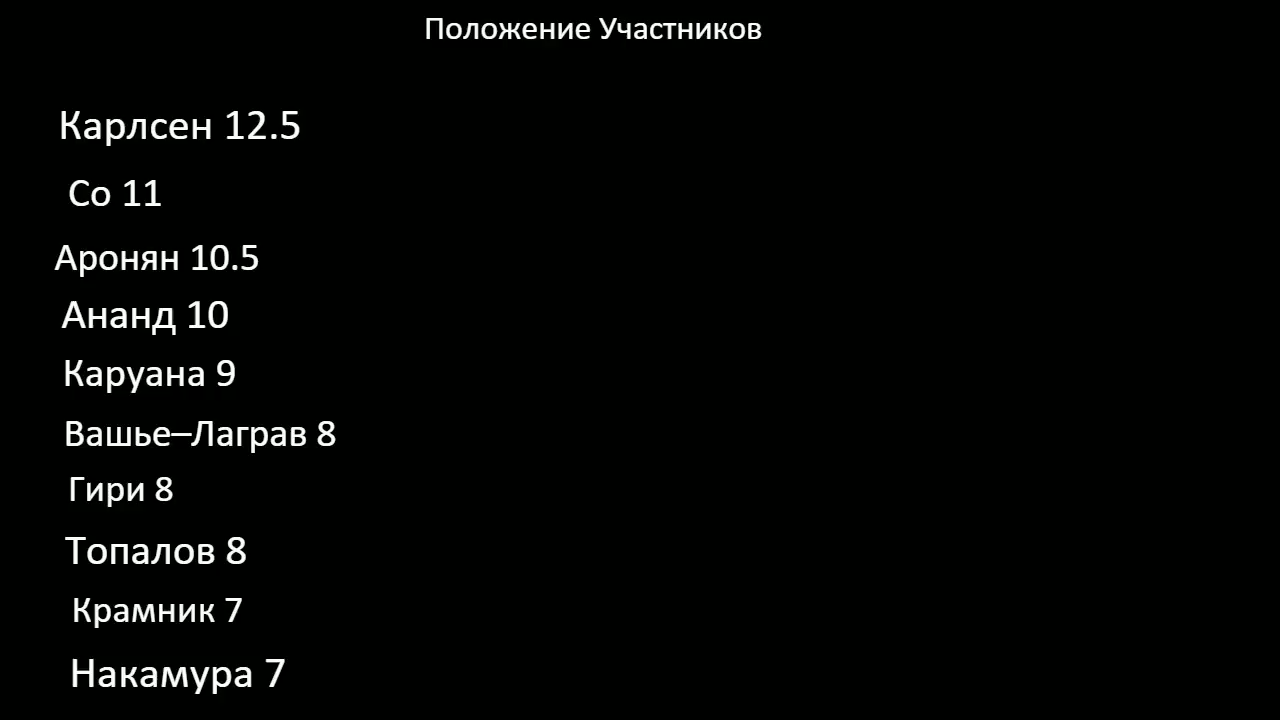 Положение Участников
Карлсен 12.5
Со 11
Аронян 10.5
Ананд 10
Каруана 9
Вашье–Лаграв 8
Гири 8
Топалов 8
Крамник 7
Накамура 7